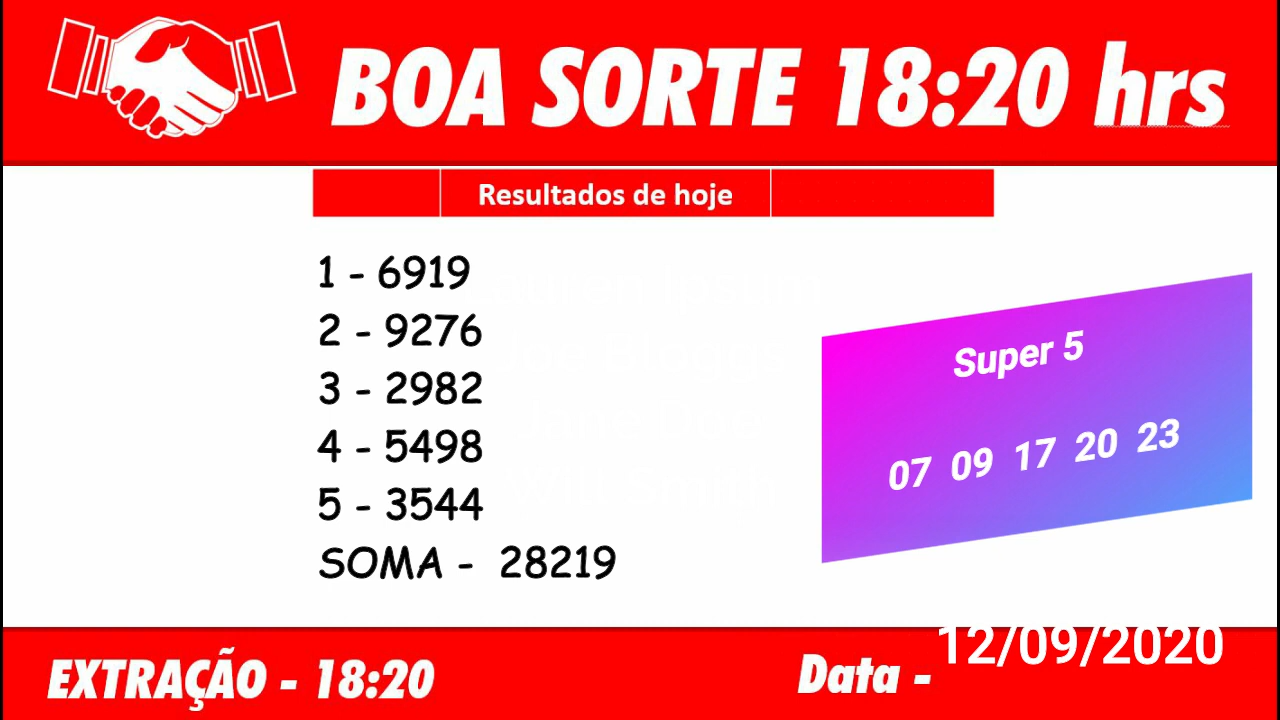 BOA SORTE 18:20 hrs
Resultados de hoje
1 - 6919
2 - 9276
3 - 2982
4 - 5498
5 - 3544
SOMA - 28219
Super 5
07 09 17 20 23
EXTRAÇÃO - 18:20
Data - 12/09/2020